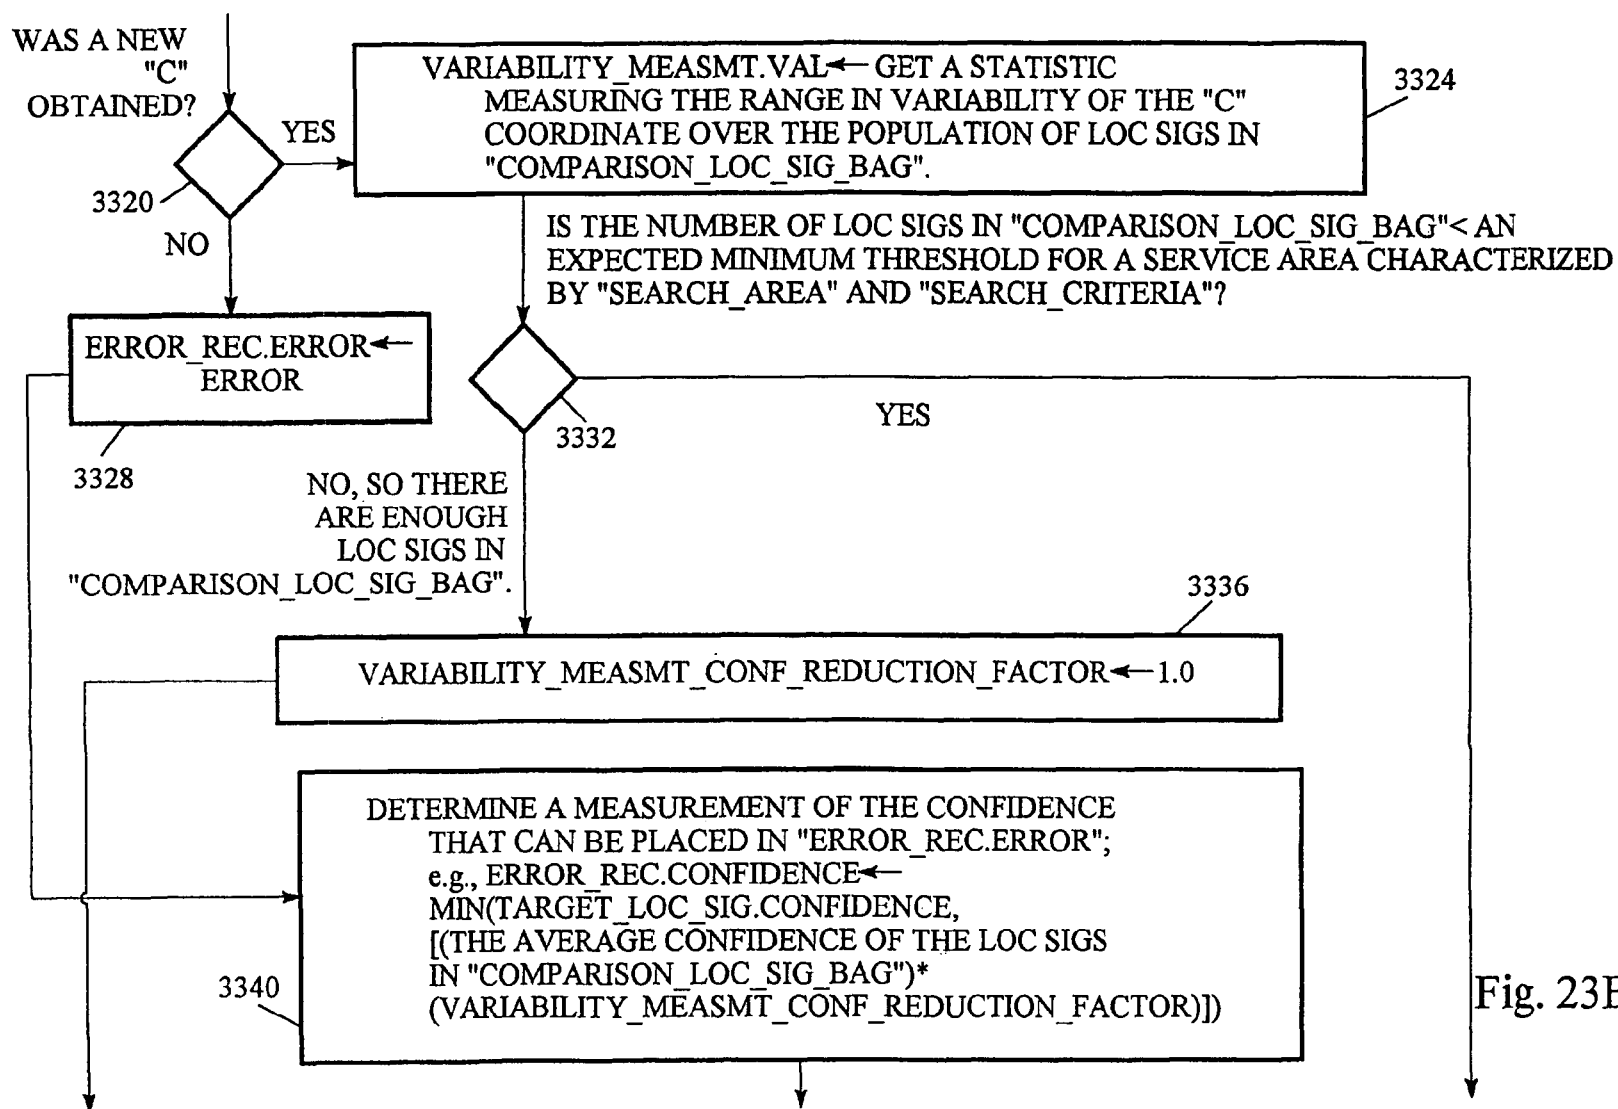 WAS A NEW
"C"
OBTAINED?
YES
3320
NO
VARIABILITY_MEASMT.VAL← GET A STATISTIC
MEASURING THE RANGE IN VARIABILITY OF THE "C"
COORDINATE OVER THE POPULATION OF LOC SIGS IN
"COMPARISON_LOC_SIG_BAG".
3324
IS THE NUMBER OF LOC SIGS IN "COMPARISON_LOC_SIG_BAG"< AN
EXPECTED MINIMUM THRESHOLD FOR A SERVICE AREA CHARACTERIZED
BY "SEARCH_AREA" AND "SEARCH_CRITERIA"?
ERROR_REC.ERROR←
ERROR
3328
3332
YES
NO, SO THERE
ARE ENOUGH
LOC SIGS IN
"COMPARISON_LOC_SIG_BAG".
3336
VARIABILITY_MEASMT_CONF_REDUCTION_FACTOR←1.0
DETERMINE A MEASUREMENT OF THE CONFIDENCE
THAT CAN BE PLACED IN "ERROR_REC.ERROR";
e.g., ERROR_REC.CONFIDENCE←
MIN(TARGET_LOC_SIG.CONFIDENCE,
[(THE AVERAGE CONFIDENCE OF THE LOC SIGS
IN "COMPARISON_LOC_SIG_BAG")*
(VARIABILITY_MEASMT_CONF_REDUCTION_FACTOR)])
3340
Fig. 23B